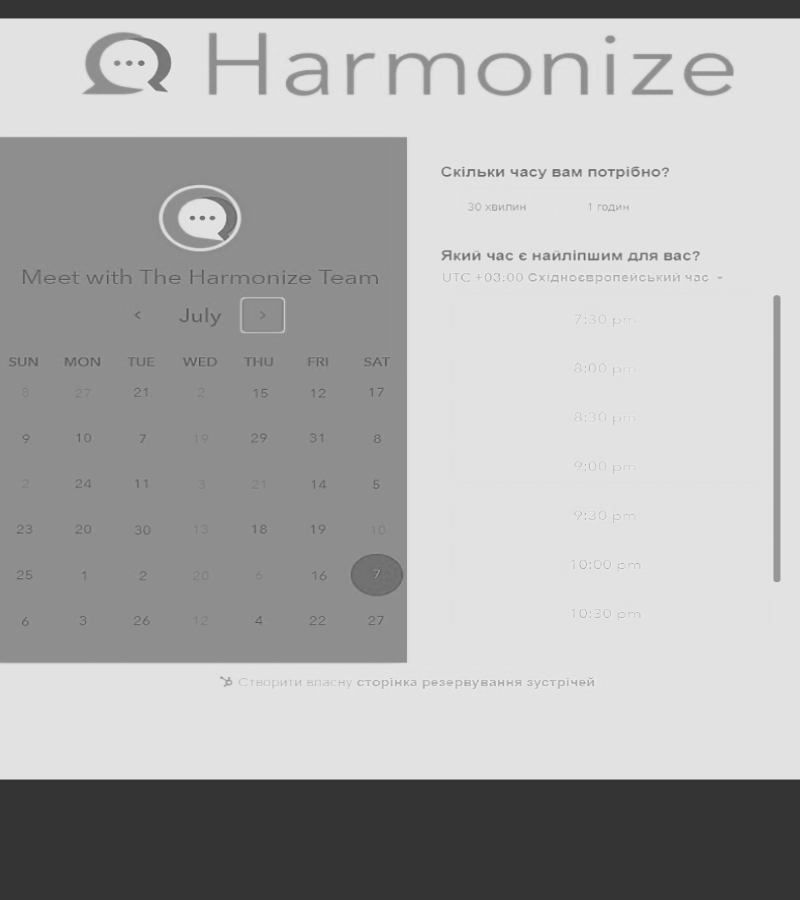 Harmonize
Meet with The Harmonize Team
< July >
SUN MON TUE WED THU FRI SAT
8 27 21 2 15 12 17
9 10 7 19 29 31 8
2 24 11 3 21 14 5
23 20 30 13 18 19 10
25 1 2 20 6 16 7
6 3 26 12 4 22 27
Скільки часу вам потрібно?
30 хвилин 1 годин
Який час є найліпшим для вас?
UTC +03:00 Східноєвропейський час
7:30 pm
8:00 pm
8:30 pm
9:00 pm
9:30 pm
10:00 pm
10:30 pm
Створити власну сторінка резервування зустрічей